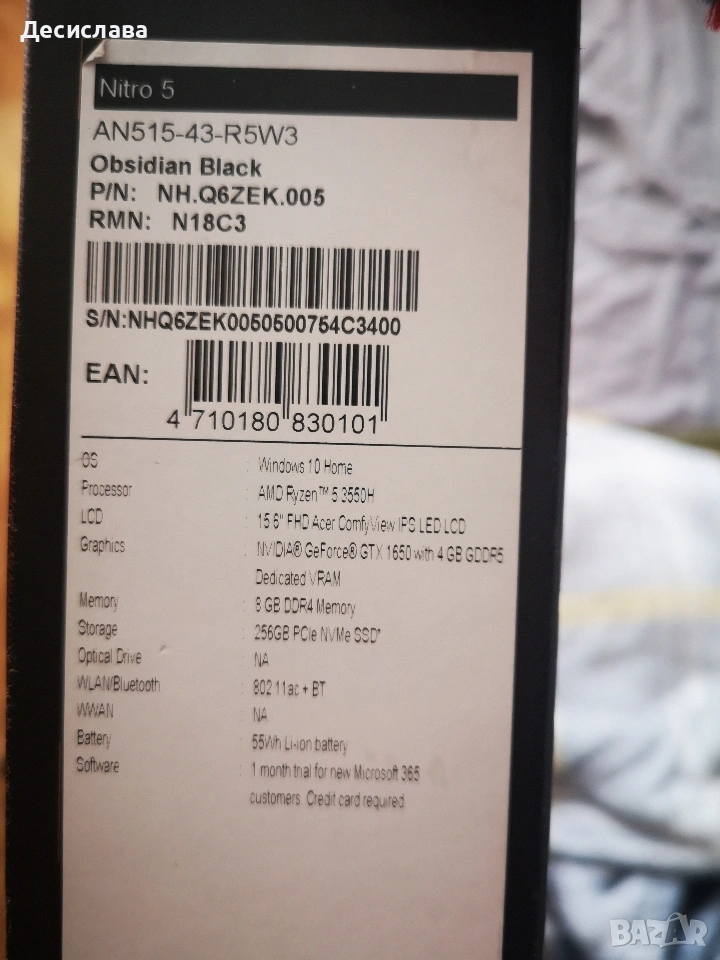 Десислава
Nitro 5
AN515-43-R5W3
Obsidian Black
P/N: NH.Q6ZEK.005
RMN: N18C3
S/N:NHQ6ZEK0050500754C3400
EAN:
4 710180 830101
OS : Windows 10 Home
Processor : AMD Ryzen™ 5 3550H
LCD : 15.6" FHD Acer ComfyView IPS LED LCD
Graphics : NVIDIA® GeForce® GTX 1650 with 4 GB GDDR5
Dedicated VRAM
Memory : 8 GB DDR4 Memory
Storage : 256GB PCIe NVMe SSD*
Optical Drive : NA
WLAN/Bluetooth : 802.11ac + BT
WWAN : NA
Battery : 55Wh Li-ion battery
Software : 1 month trial for new Microsoft 365
customers. Credit card required.
BAZAR